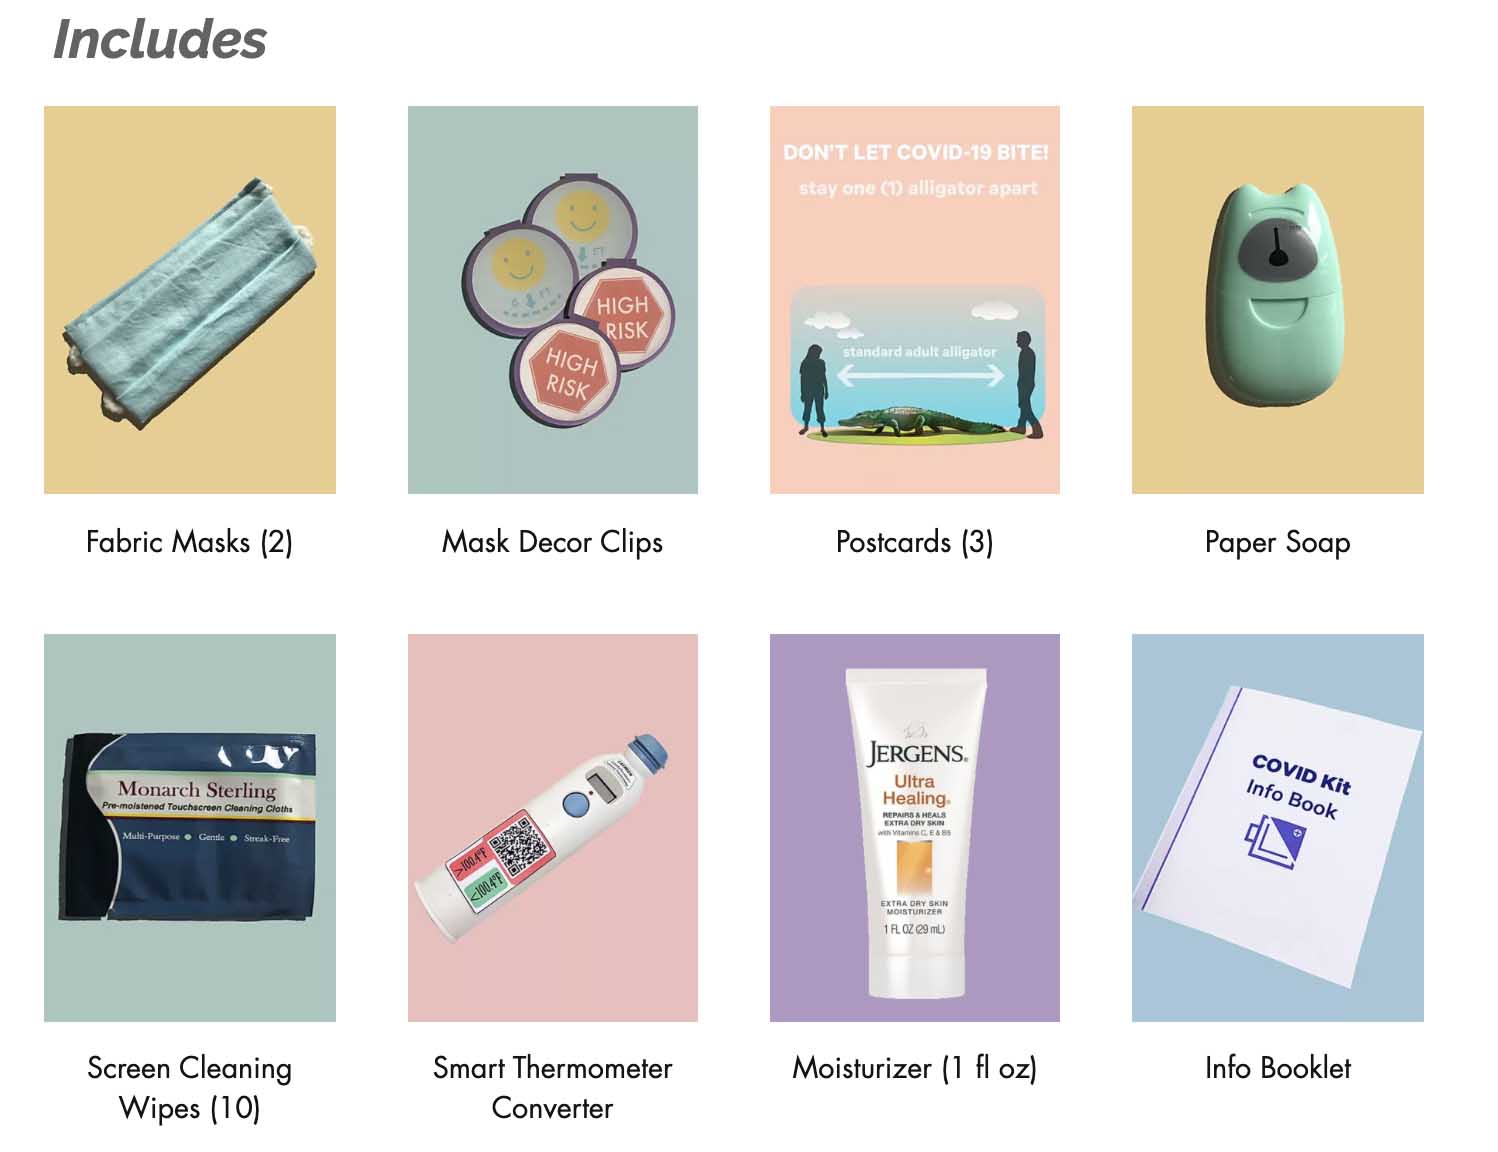 Includes
DON'T LET COVID-19 BITE!
stay one (1) alligator apart
standard adult alligator
HIGH
RISK
HIGH
RISK
6 FT
FT
Fabric Masks (2)
Mask Decor Clips
Postcards (3)
Paper Soap
Monarch Sterling
Pre-moistened Touchscreen Cleaning Cloths
Multi-Purpose Gentle Streak-Free
>100.4°F
<100.4°F
JERGENS®
Ultra
Healing®
REPAIRS & HEALS
EXTRA DRY SKIN
with Vitamins C, E & B5
EXTRA DRY SKIN
MOISTURIZER
1 FL OZ (29 mL)
COVID Kit
Info Book
Screen Cleaning
Wipes (10)
Smart Thermometer
Converter
Moisturizer (1 fl oz)
Info Booklet